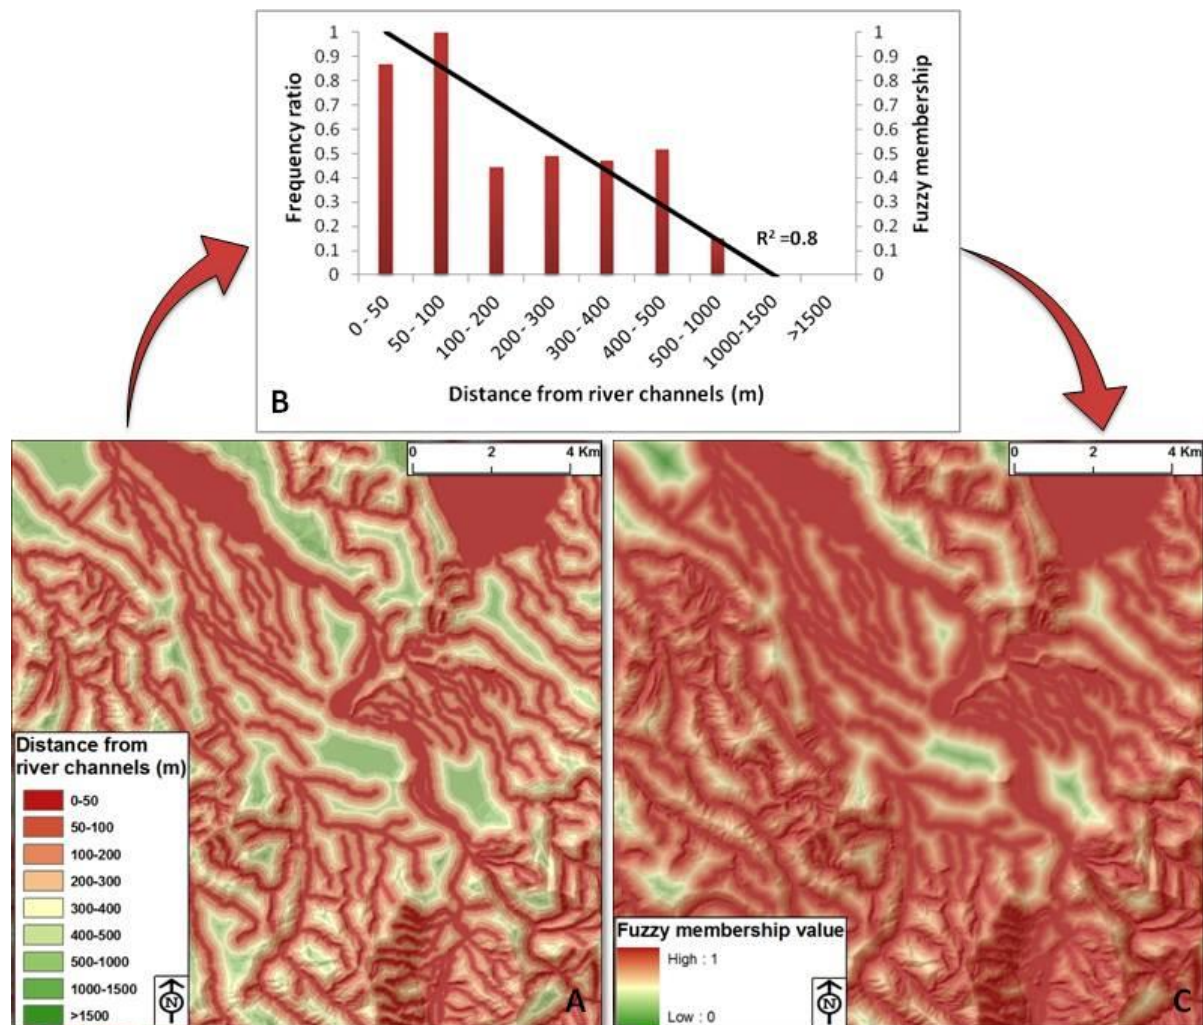 Frequency ratio
1
0.9
0.8
0.7
0.6
0.5
0.4
0.3
0.2
0.1
0
1
0.9
0.8
0.7
0.6
0.5
0.4
0.3
0.2
0.1
0
Fuzzy membership
R² =0.8
0 - 50
50 - 100
100 - 200
200 - 300
300 - 400
400 - 500
500 - 1000
1000-1500
>1500
Distance from river channels (m)
B
0 2 4 Km
Distance from
river channels (m)
0-50
50-100
100-200
200-300
300-400
400-500
500-1000
1000-1500
>1500
N
A
0 2 4 Km
Fuzzy membership value
High : 1
Low : 0
N
C